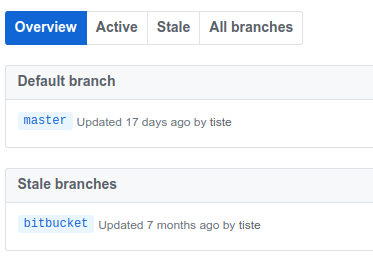 Overview Active Stale All branches
Default branch
master Updated 17 days ago by tiste
Stale branches
bitbucket Updated 7 months ago by tiste